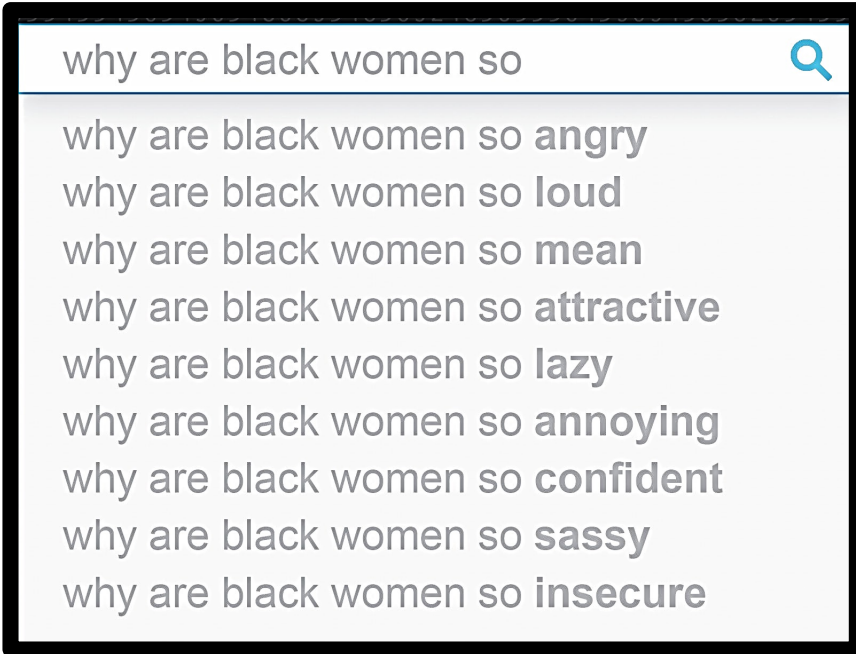 why are black women so
why are black women so angry
why are black women so loud
why are black women so mean
why are black women so attractive
why are black women so lazy
why are black women so annoying
why are black women so confident
why are black women so sassy
why are black women so insecure